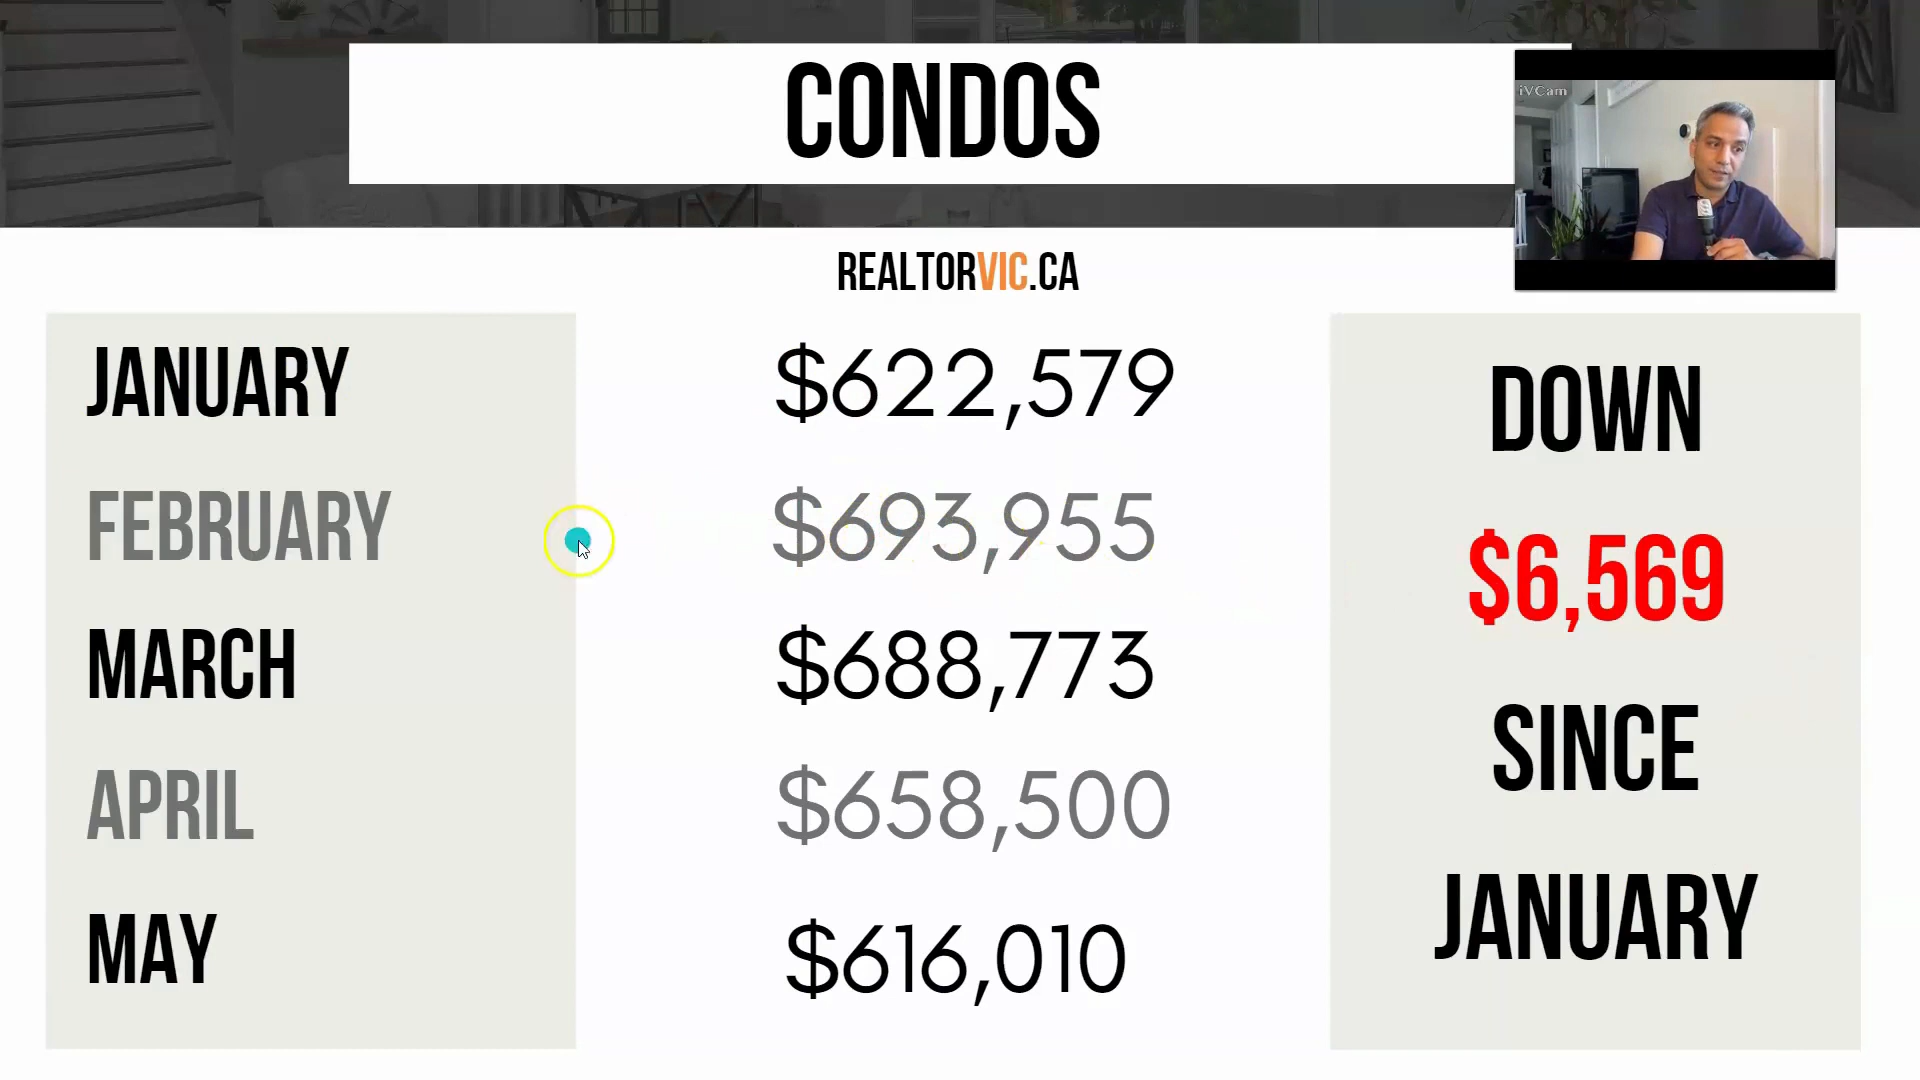 CONDOS
iVCam
REALTORVIC.CA
JANUARY $622,579
FEBRUARY $693,955
MARCH $688,773
APRIL $658,500
MAY $616,010
DOWN
$6,569
SINCE
JANUARY